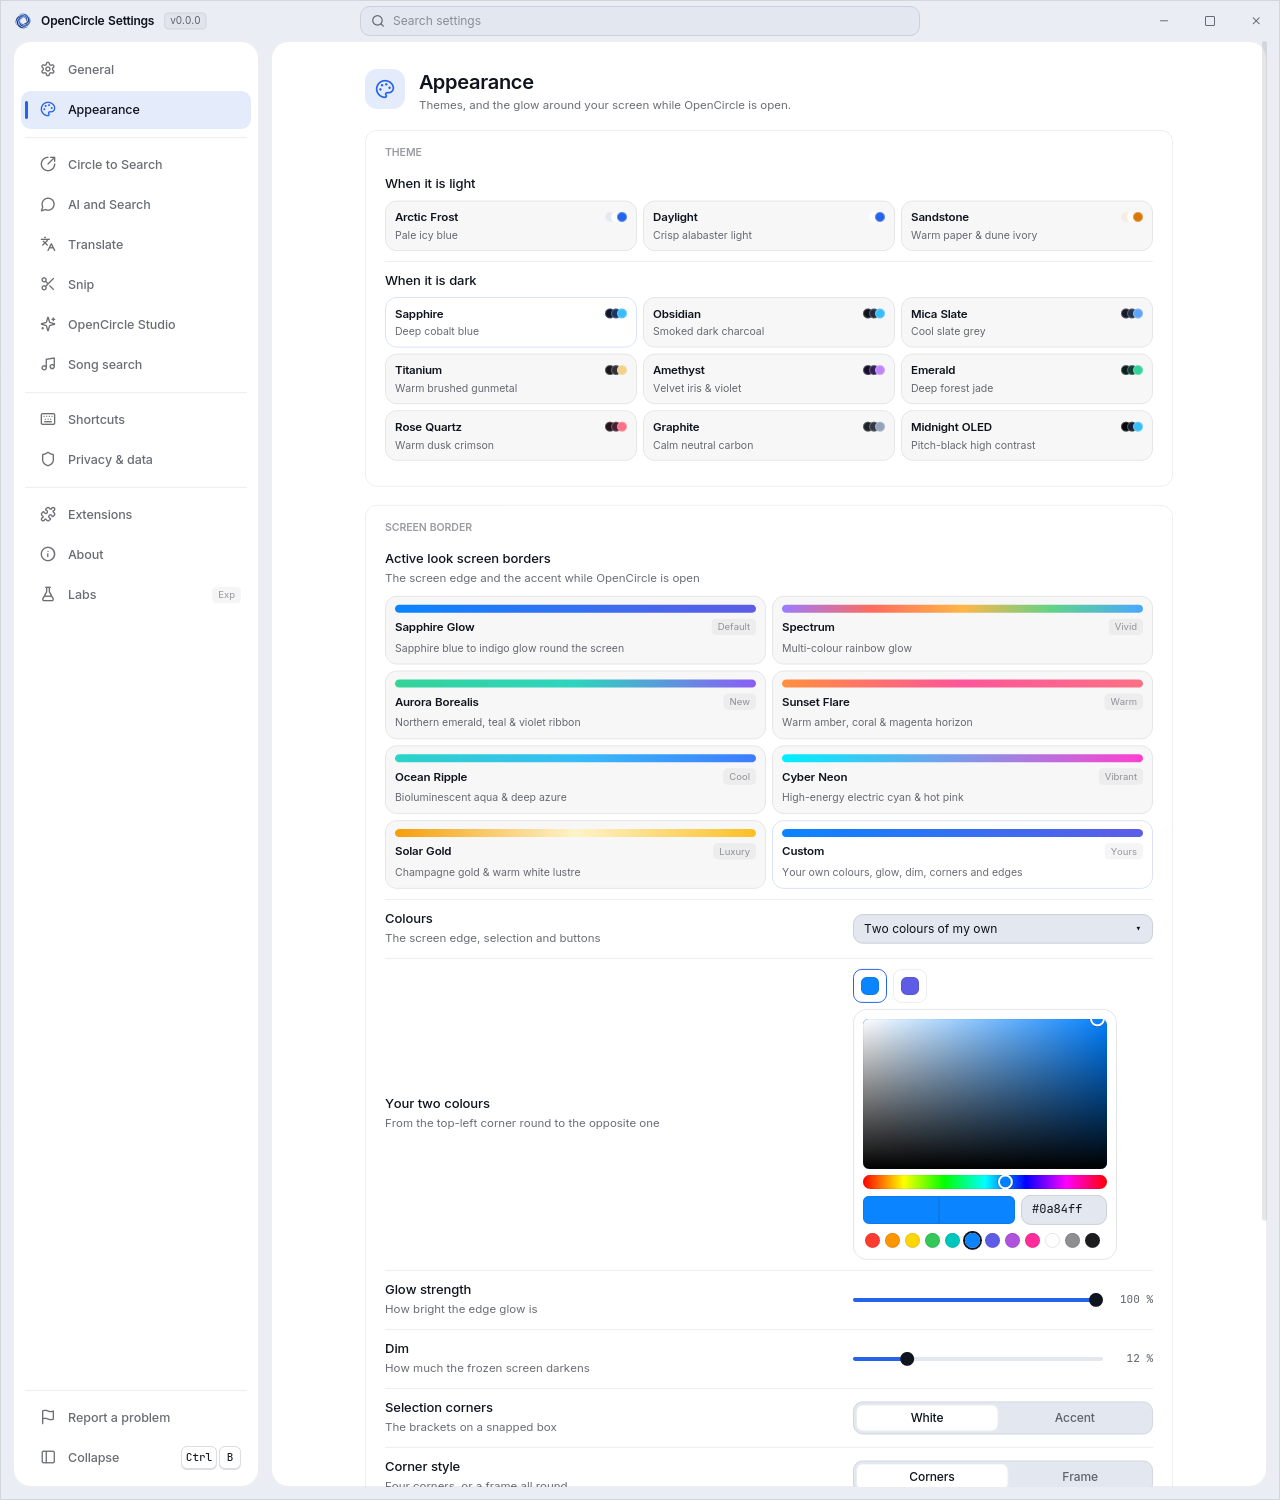 OpenCircle Settings v0.0.0
Search settings
General
Appearance
Circle to Search
AI and Search
Translate
Snip
OpenCircle Studio
Song search
Shortcuts
Privacy & data
Extensions
About
Labs Exp
Report a problem
Collapse Ctrl B
Appearance
Themes, and the glow around your screen while OpenCircle is open.
THEME
When it is light
Arctic Frost
Pale icy blue
Daylight
Crisp alabaster light
Sandstone
Warm paper & dune ivory
When it is dark
Sapphire
Deep cobalt blue
Obsidian
Smoked dark charcoal
Mica Slate
Cool slate grey
Titanium
Warm brushed gunmetal
Amethyst
Velvet iris & violet
Emerald
Deep forest jade
Rose Quartz
Warm dusk crimson
Graphite
Calm neutral carbon
Midnight OLED
Pitch-black high contrast
SCREEN BORDER
Active look screen borders
The screen edge and the accent while OpenCircle is open
Sapphire Glow Default
Sapphire blue to indigo glow round the screen
Spectrum Vivid
Multi-colour rainbow glow
Aurora Borealis New
Northern emerald, teal & violet ribbon
Sunset Flare Warm
Warm amber, coral & magenta horizon
Ocean Ripple Cool
Bioluminescent aqua & deep azure
Cyber Neon Vibrant
High-energy electric cyan & hot pink
Solar Gold Luxury
Champagne gold & warm white lustre
Custom Yours
Your own colours, glow, dim, corners and edges
Colours
The screen edge, selection and buttons
Two colours of my own
Your two colours
From the top-left corner round to the opposite one
#0a84ff
Glow strength
How bright the edge glow is
100 %
Dim
How much the frozen screen darkens
12 %
Selection corners
The brackets on a snapped box
White Accent
Corner style
Four corners, or a frame all round
Corners Frame